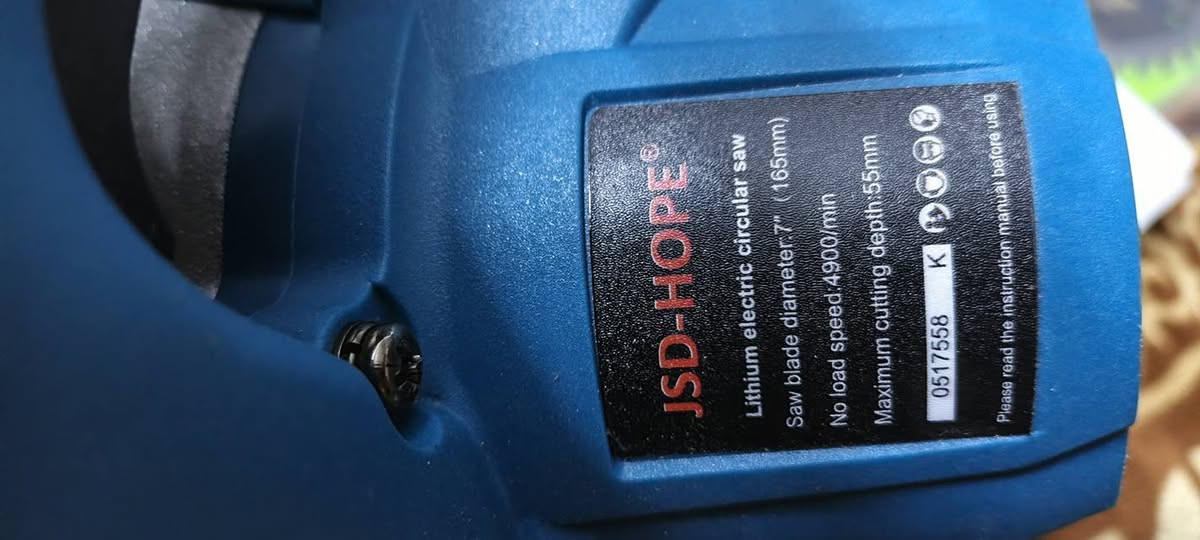 JSD-HOPE®
Lithium electric circular saw
Saw blade diameter:7" (165mm)
No load speed:4900/min
Maximum cutting depth:55mm
0517558 K
Please read the instruction manual before using